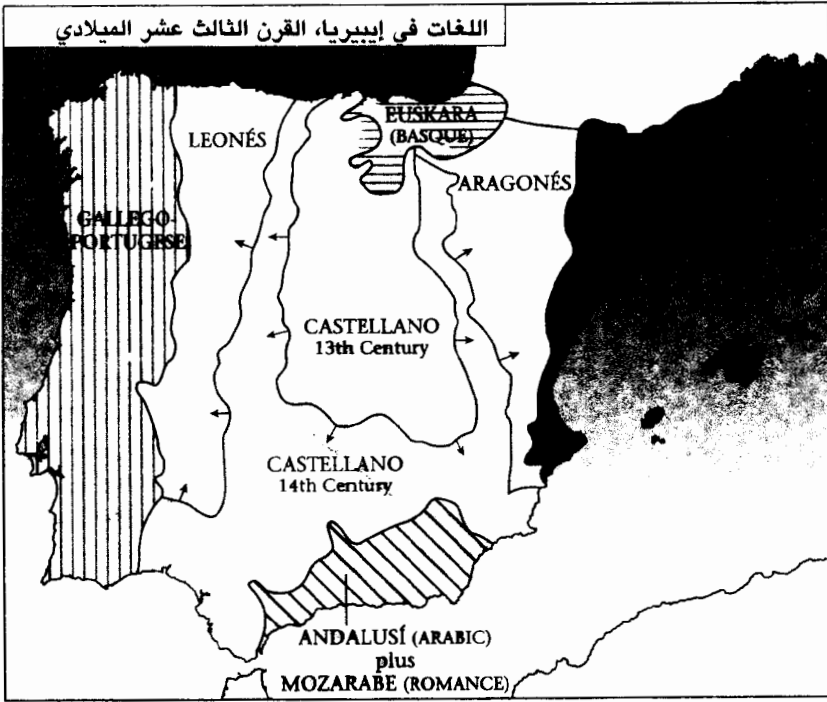 اللغات في إيبيريا، القرن الثالث عشر الميلادي
EUSKARA
(BASQUE)
LEONÉS
ARAGONÉS
GALLEGO-
PORTUGESE
CASTELLANO
13th Century
CASTELLANO
14th Century
ANDALUSÍ (ARABIC)
plus
MOZARABE (ROMANCE)